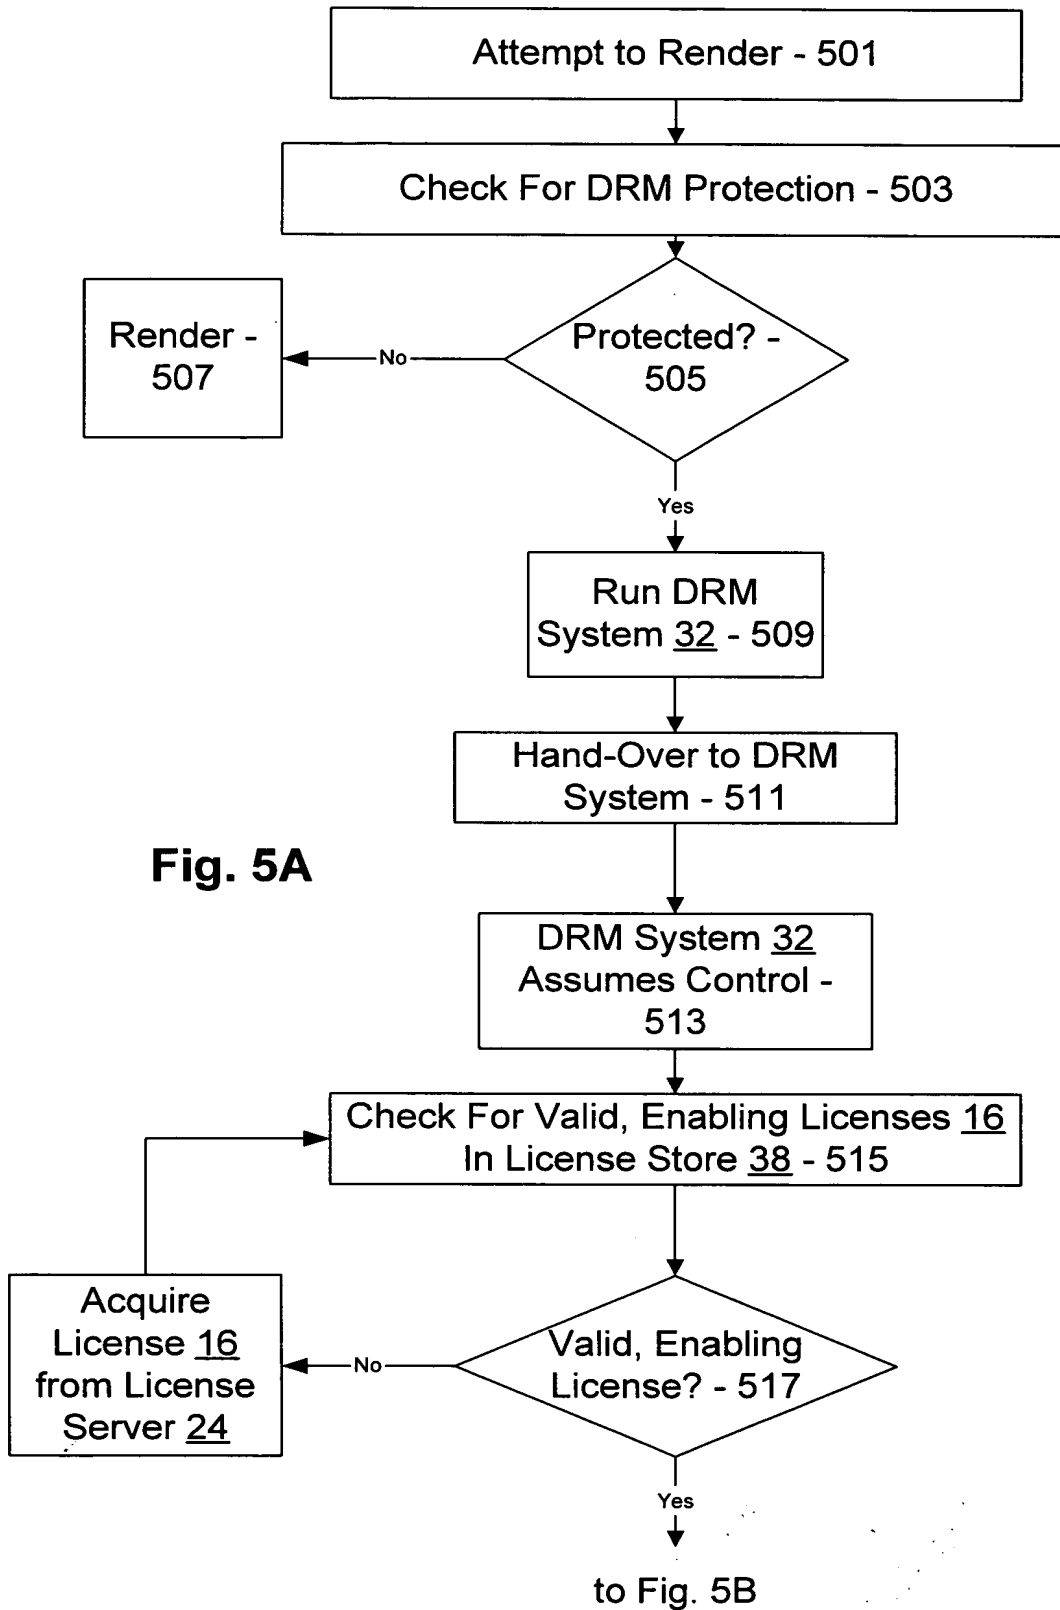 Attempt to Render - 501
Check For DRM Protection - 503
Render -
507
No
Protected? -
505
Yes
Run DRM
System 32 - 509
Hand-Over to DRM
System - 511
Fig. 5A
DRM System 32
Assumes Control -
513
Check For Valid, Enabling Licenses 16
In License Store 38 - 515
Acquire
License 16
from License
Server 24
No
Valid, Enabling
License? - 517
Yes
to Fig. 5B